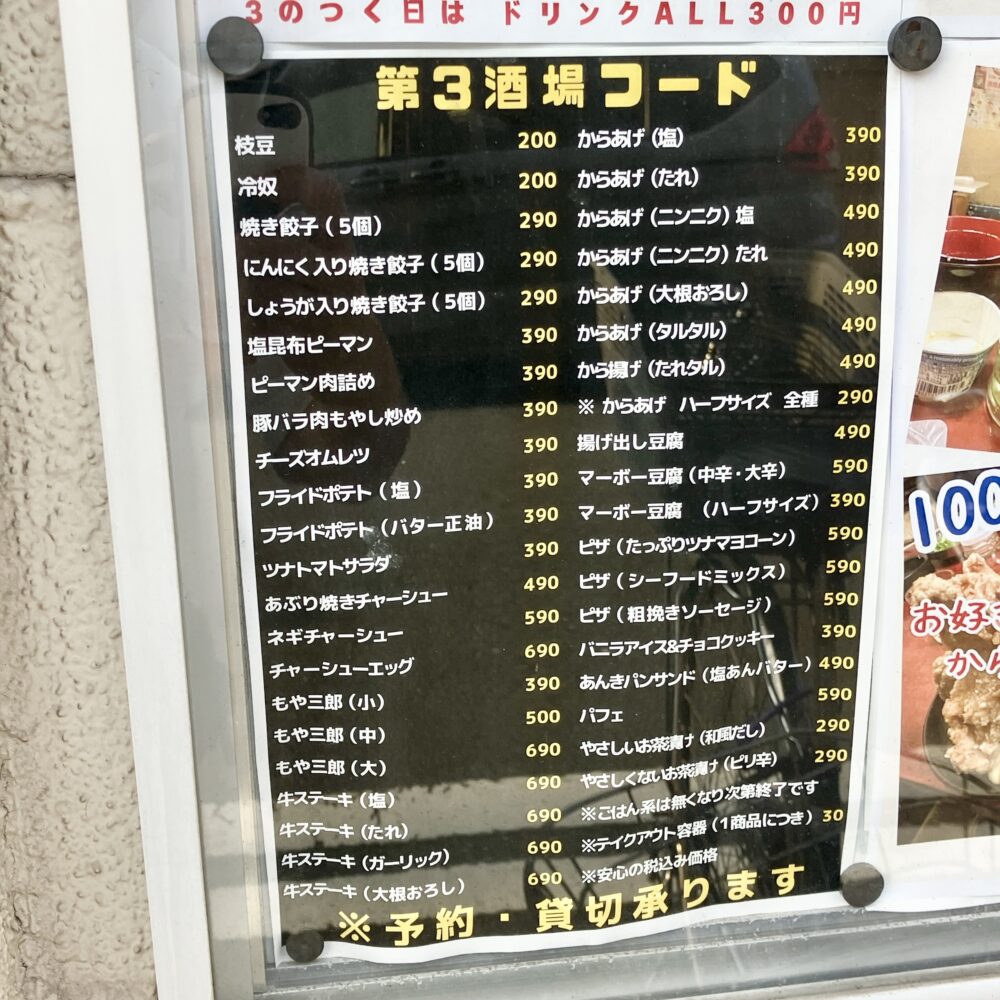 3のつく日は ドリンクALL300円
第3酒場フード
枝豆 200
冷奴 200
焼き餃子(5個) 290
にんにく入り焼き餃子(5個) 290
しょうが入り焼き餃子(5個) 290
塩昆布ピーマン 390
ピーマン肉詰め 390
豚バラ肉もやし炒め 390
チーズオムレツ 390
フライドポテト(塩) 390
フライドポテト(バター正油) 390
ツナトマトサラダ 390
あぶり焼きチャーシュー 490
ネギチャーシュー 590
チャーシューエッグ 690
もや三郎(小) 390
もや三郎(中) 500
もや三郎(大) 690
牛ステーキ(塩) 690
牛ステーキ(たれ) 690
牛ステーキ(ガーリック) 690
牛ステーキ(大根おろし) 690
からあげ(塩) 390
からあげ(たれ) 390
からあげ(ニンニク)塩 490
からあげ(ニンニク)たれ 490
からあげ(大根おろし) 490
からあげ(タルタル) 490
から揚げ(たれタル) 490
※ からあげ ハーフサイズ 全種 290
揚げ出し豆腐 490
マーボー豆腐(中辛・大辛) 590
マーボー豆腐 (ハーフサイズ) 390
ピザ(たっぷりツナマヨコーン) 590
ピザ(シーフードミックス) 590
ピザ(粗挽きソーセージ) 590
バニラアイス&チョコクッキー 390
あんきパンサンド(塩あんバター) 490
パフェ 590
やさしいお茶漬け(和風だし) 290
やさしくないお茶漬け(ピリ辛) 290
※ごはん系は無くなり次第終了です
※テイクアウト容器(1商品につき) 30
※安心の税込み価格
※予約・貸切承ります
100
お好き
から